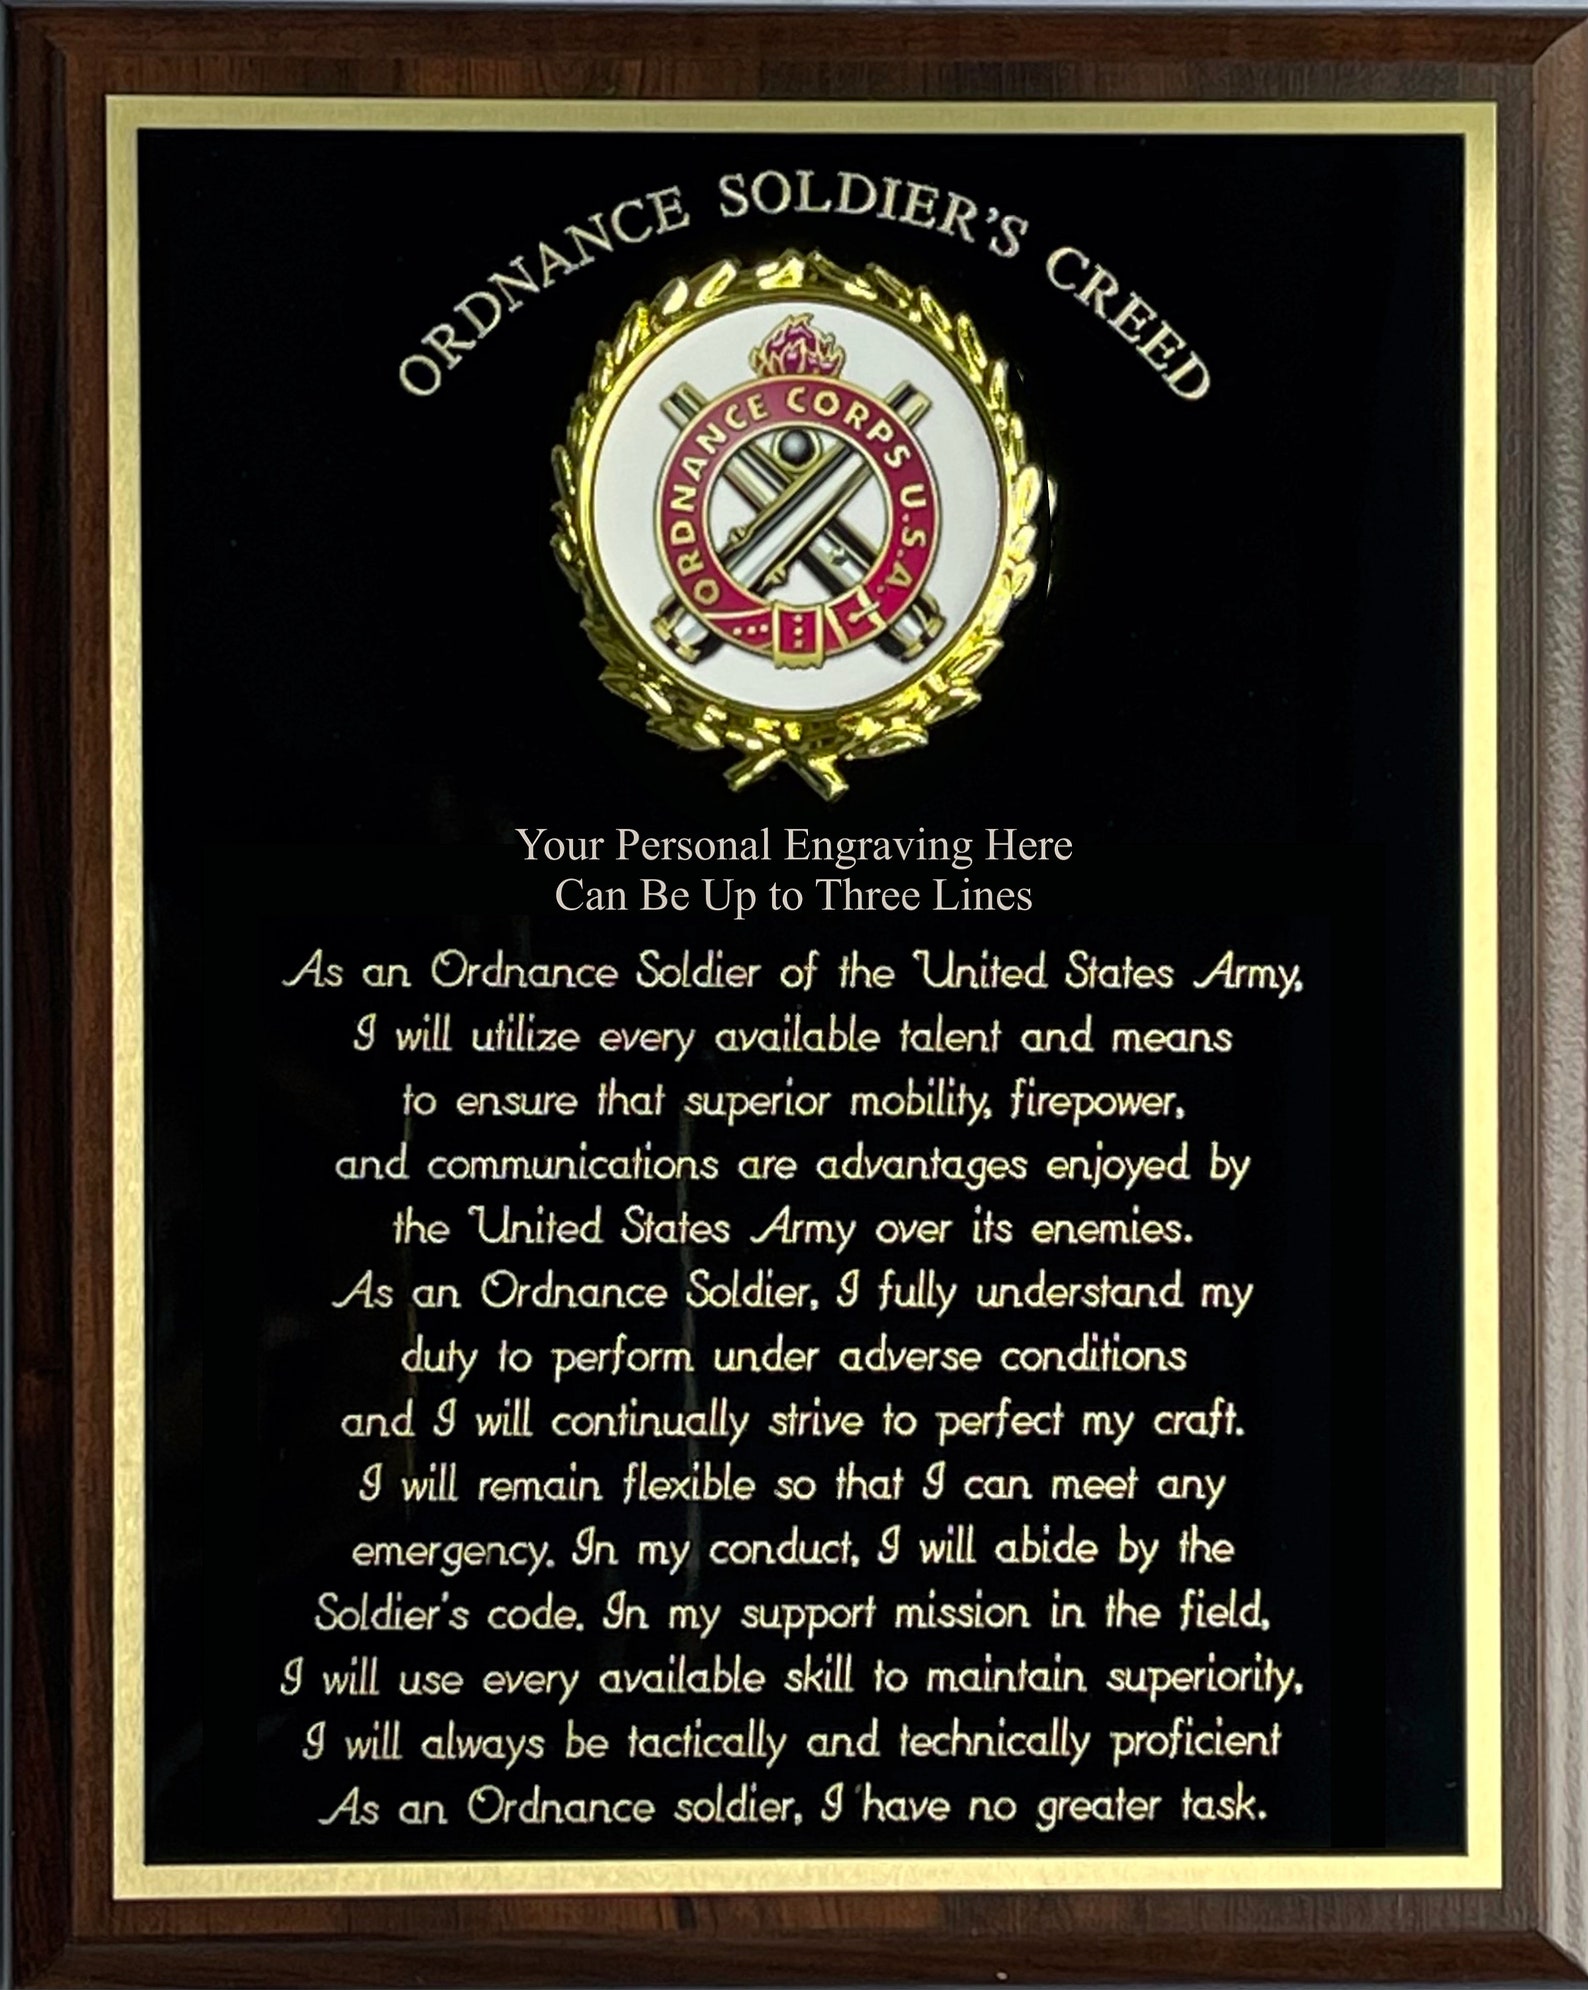 ORDNANCE SOLDIER'S CREED
ORDNANCE CORPS U.S.A.
Your Personal Engraving Here
Can Be Up to Three Lines
As an Ordnance Soldier of the United States Army,
I will utilize every available talent and means
to ensure that superior mobility, firepower,
and communications are advantages enjoyed by
the United States Army over its enemies.
As an Ordnance Soldier, I fully understand my
duty to perform under adverse conditions
and I will continually strive to perfect my craft.
I will remain flexible so that I can meet any
emergency. In my conduct, I will abide by the
Soldier's code. In my support mission in the field,
I will use every available skill to maintain superiority,
I will always be tactically and technically proficient
As an Ordnance soldier, I have no greater task.